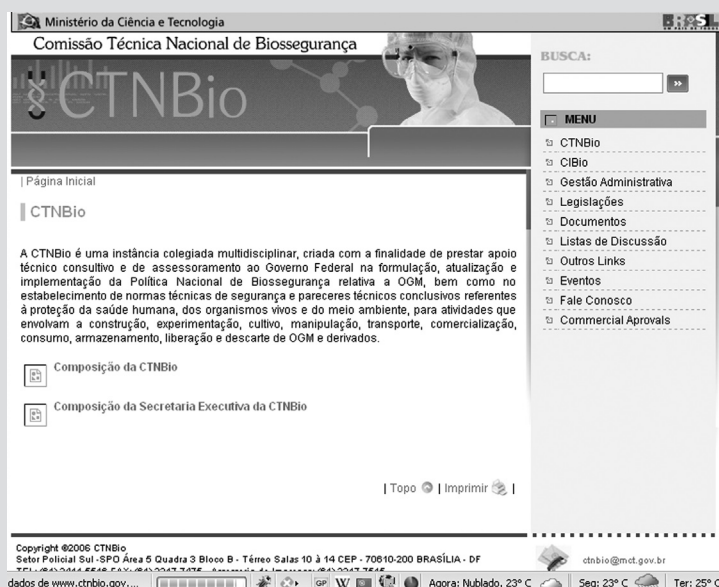 Ministério da Ciência e Tecnologia
Comissão Técnica Nacional de Biossegurança
CTNBio
BUSCA:
MENU
CTNBio
CIBio
Gestão Administrativa
Legislações
Documentos
Listas de Discussão
Outros Links
Eventos
Fale Conosco
Commercial Aprovals
| Página Inicial
CTNBio
A CTNBio é uma instância colegiada multidisciplinar, criada com a finalidade de prestar apoio
técnico consultivo e de assessoramento ao Governo Federal na formulação, atualização e
implementação da Política Nacional de Biossegurança relativa a OGM, bem como no
estabelecimento de normas técnicas de segurança e pareceres técnicos conclusivos referentes
à proteção da saúde humana, dos organismos vivos e do meio ambiente, para atividades que
envolvam a construção, experimentação, cultivo, manipulação, transporte, comercialização,
consumo, armazenamento, liberação e descarte de OGM e derivados.
Composição da CTNBio
Composição da Secretaria Executiva da CTNBio
| Topo | Imprimir |
Copyright ©2006 CTNBio
Setor Policial Sul -SPO Área 5 Quadra 3 Bloco B - Térreo Salas 10 à 14 CEP - 70610-200 BRASÍLIA - DF
ctnbio@mct.gov.br
dados de www.ctnbio.gov....
GP
W
Agora: Nublado, 23° C
Seg: 23° C
Ter: 25° C